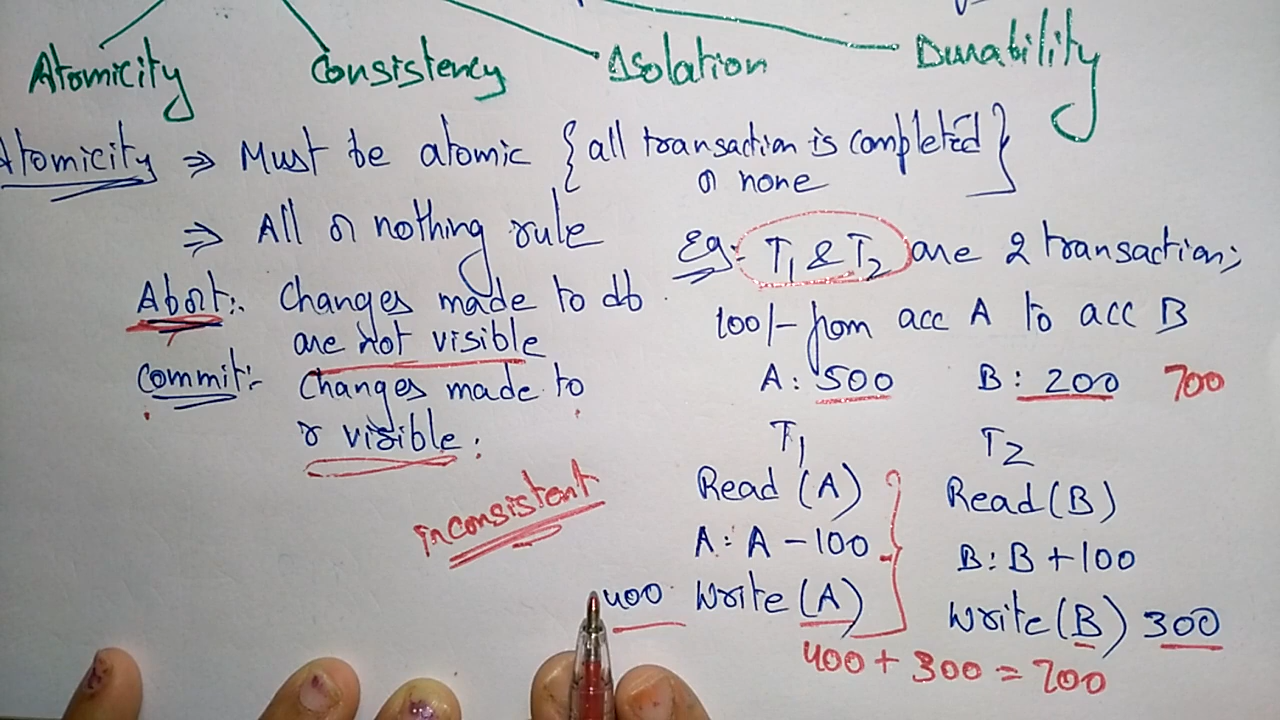 Atomicity Consistency Isolation Durability
Atomicity ⇒ Must be atomic {all transaction is completed
or none}
⇒ All or nothing rule
Eg:- T1 & T2 are 2 transaction;
Abort:- Changes made to db
are not visible
100/- from acc A to acc B
Commit:- Changes made to
r visible:
A: 500 B: 200 700
T1 T2
inconsistent
Read (A) Read(B)
A: A - 100 B: B + 100
400 Write (A) Write(B) 300
400 + 300 = 700